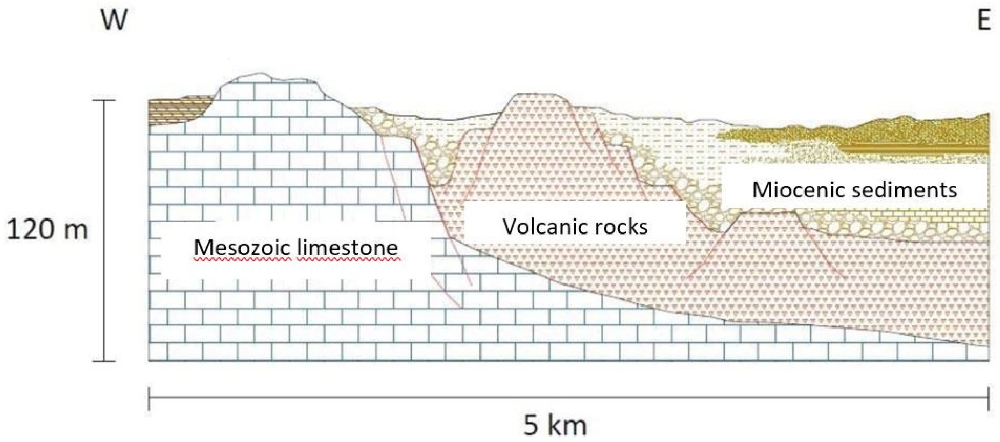 W
E
120 m
Mesozoic limestone
Volcanic rocks
Miocenic sediments
5 km